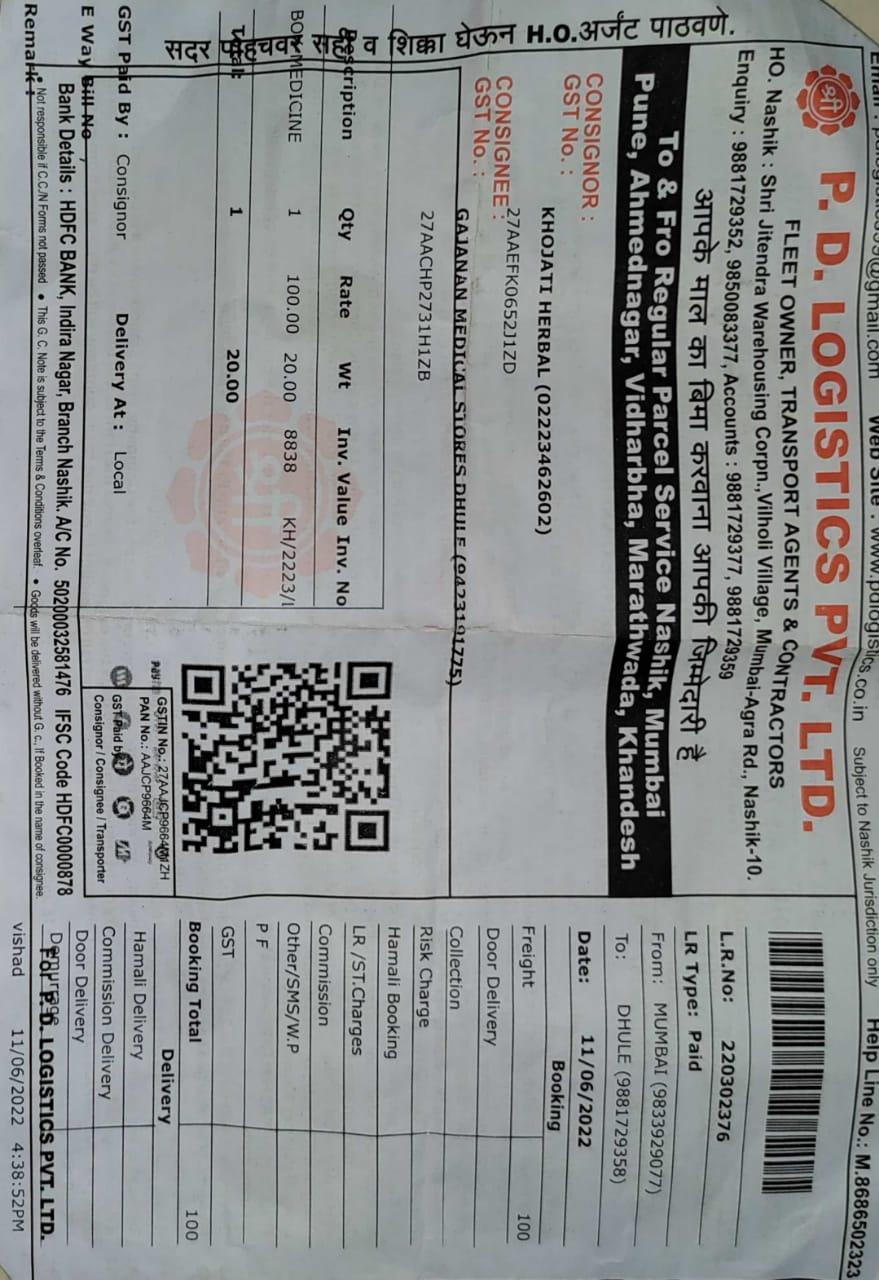 सदर पोहचवर सही व शिक्का घेऊन H.O.अर्जंट पाठवणे.
Subject to Nashik Jurisdiction only Help Line No.: M.8686502323
श्री
P. D. LOGISTICS PVT. LTD.
FLEET OWNER, TRANSPORT AGENTS & CONTRACTORS
HO. Nashik : Shri Jitendra Warehousing Corpn.,Vilholi Village, Mumbai-Agra Rd., Nashik-10.
Enquiry : 9881729352, 9850083377, Accounts : 9881729377, 9881729359
आपके माल का बिमा करवाना आपकी जिमेदारी है
To & Fro Regular Parcel Service Nashik, Mumbai
Pune, Ahmednagar, Vidharbha, Marathwada, Khandesh
CONSIGNOR :
KHOJATI HERBAL (02223462602)
GST No. :
27AAEFK0652J1ZD
CONSIGNEE :
GAJANAN MEDICAL STORES DHULE (9423191775)
GST No. :
27AACHP2731H1ZB
Description Qty Rate Wt Inv. Value Inv. No
BOX MEDICINE 1 100.00 20.00 8838 KH/2223/
Total: 1 20.00
श्री
GST Paid By : Consignor Delivery At : Local
E Way Bill No
Bank Details : HDFC BANK, Indira Nagar, Branch Nashik. A/C No. 50200032581476 IFSC Code HDFC0000878
Remark :
• Not responsible if C.C./N Forms not passed • This G. C. Note is subject to the Terms & Conditions overleaf. • Goods will be delivered without G. c., If Booked in the name of consignee.
GSTIN No.: 27AAJCP9664M1ZH
PAN No.: AAJCP9664M
GST Paid by
Consignor / Consignee / Transporter
L.R.No: 220302376
LR Type: Paid
From: MUMBAI (9833929077)
To: DHULE (9881729358)
Date: 11/06/2022
Booking
Freight 100
Door Delivery
Collection
Risk Charge
Hamali Booking
LR /ST.Charges
Commission
Other/SMS/W.P
P F
GST
Booking Total 100
Delivery
Hamali Delivery
Commission Delivery
Door Delivery
Demurrage
For P.D. LOGISTICS PVT. LTD.
vishad 11/06/2022 4:38:52PM